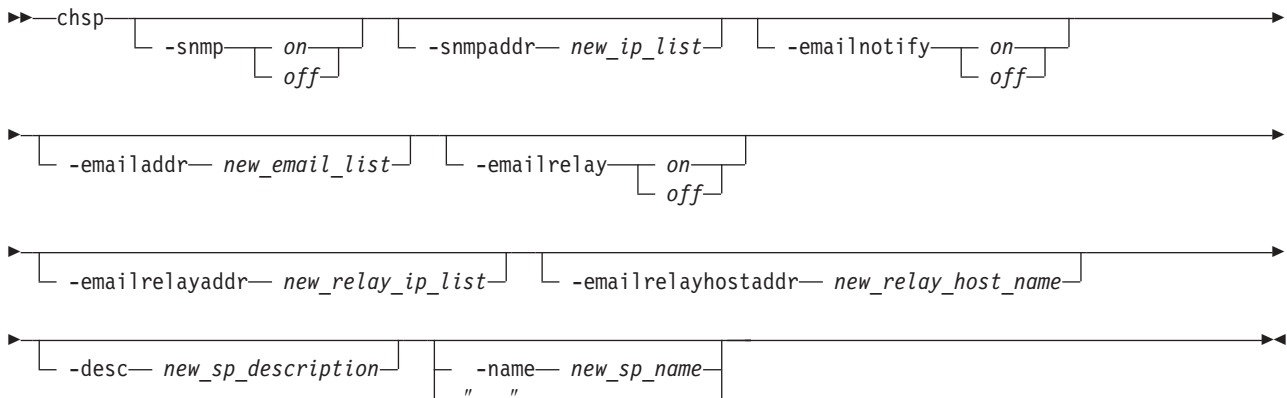 chsp -snmp on -snmpaddr new_ip_list -emailnotify on
off off
-emailaddr new_email_list -emailrelay on
off
-emailrelayaddr new_relay_ip_list -emailrelayhostaddr new_relay_host_name
-desc new_sp_description -name new_sp_name
" "